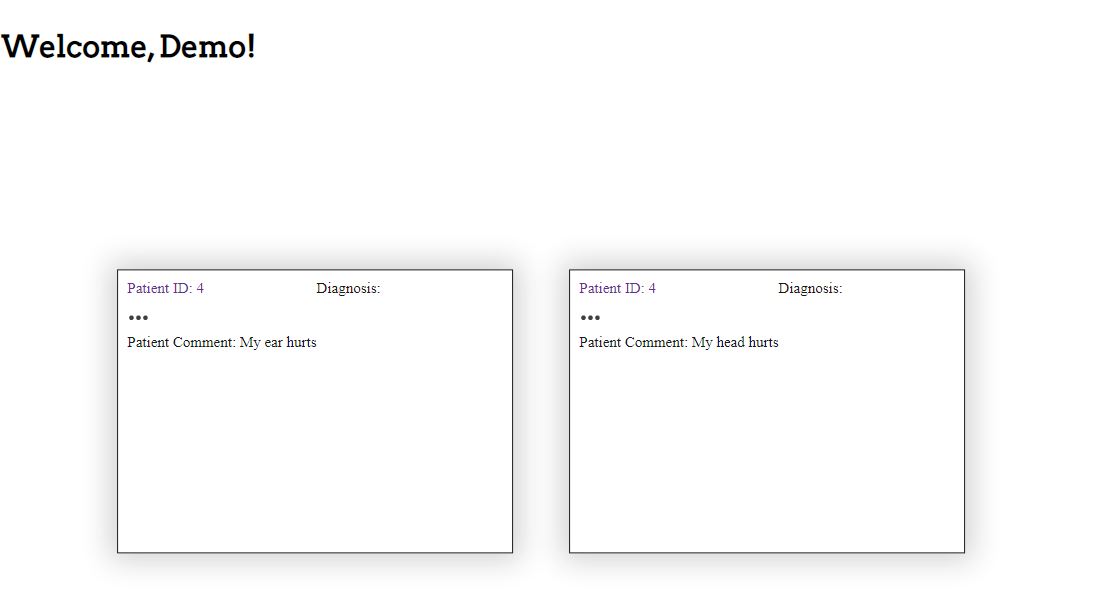 Welcome, Demo!
Patient ID: 4 Diagnosis:
•••
Patient Comment: My ear hurts
Patient ID: 4 Diagnosis:
•••
Patient Comment: My head hurts